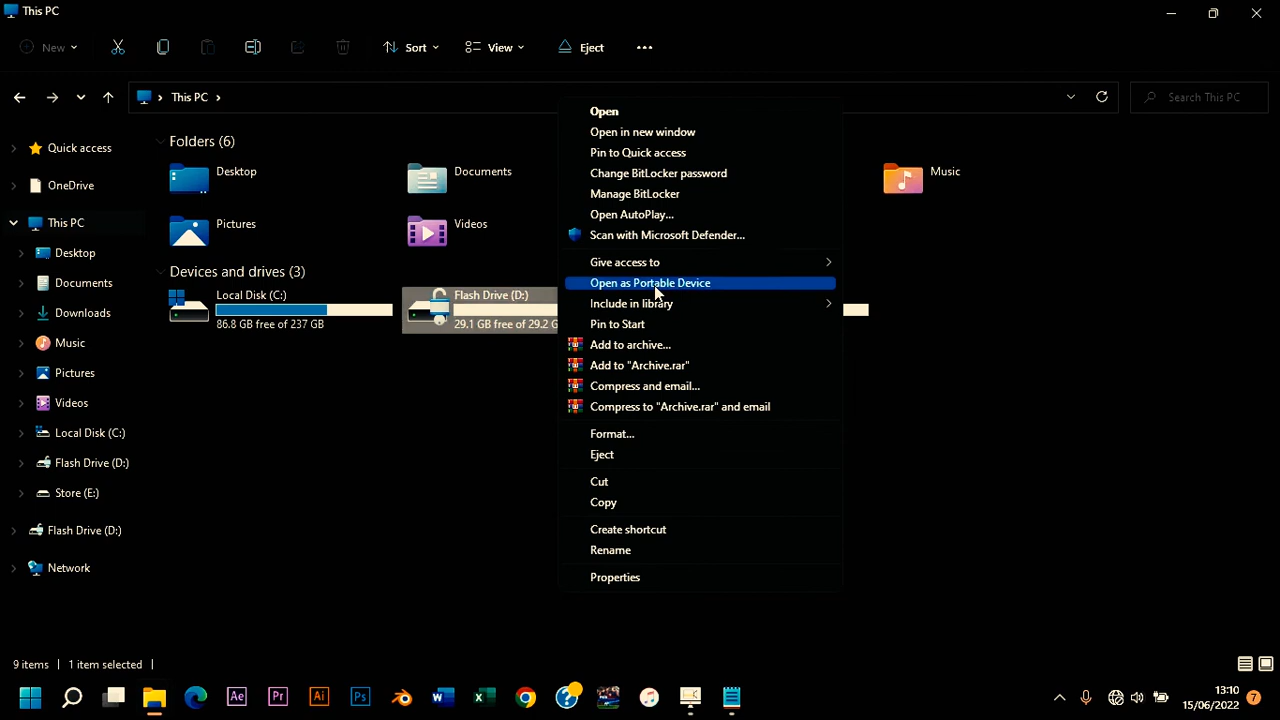 This PC
New
Sort
View
Eject
This PC
Search This PC
Quick access
OneDrive
This PC
Desktop
Documents
Downloads
Music
Pictures
Videos
Local Disk (C:)
Flash Drive (D:)
Store (E:)
Flash Drive (D:)
Network
Folders (6)
Desktop
Documents
Music
Pictures
Videos
Devices and drives (3)
Local Disk (C:)
86.8 GB free of 237 GB
Flash Drive (D:)
29.1 GB free of 29.2 G
Open
Open in new window
Pin to Quick access
Change BitLocker password
Manage BitLocker
Open AutoPlay...
Scan with Microsoft Defender...
Give access to
Open as Portable Device
Include in library
Pin to Start
Add to archive...
Add to "Archive.rar"
Compress and email...
Compress to "Archive.rar" and email
Format...
Eject
Cut
Copy
Create shortcut
Rename
Properties
9 items
1 item selected
Ae
Pr
Ai
Ps
13:10
15/06/2022
7